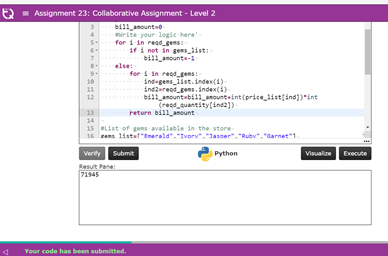 Assignment 23: Collaborative Assignment - Level 2
3 bill_amount=0
4 #Write your logic here'
5 for i in reqd_gems:
6 if i not in gems_list:
7 bill_amount=-1
8 else:
9 for i in reqd_gems:
10 ind=gems_list.index(i)
11 ind2=reqd_gems.index(i)
12 bill_amount=bill_amount+int(price_list[ind])*int
(reqd_quantity[ind2])
13 return bill_amount
14
15 #List of gems available in the store
16 gems_list=["Emerald","Ivory","Jasper","Ruby","Garnet"]
Verify Submit Python Visualize Execute
Result Pane:
71945
Your code has been submitted.